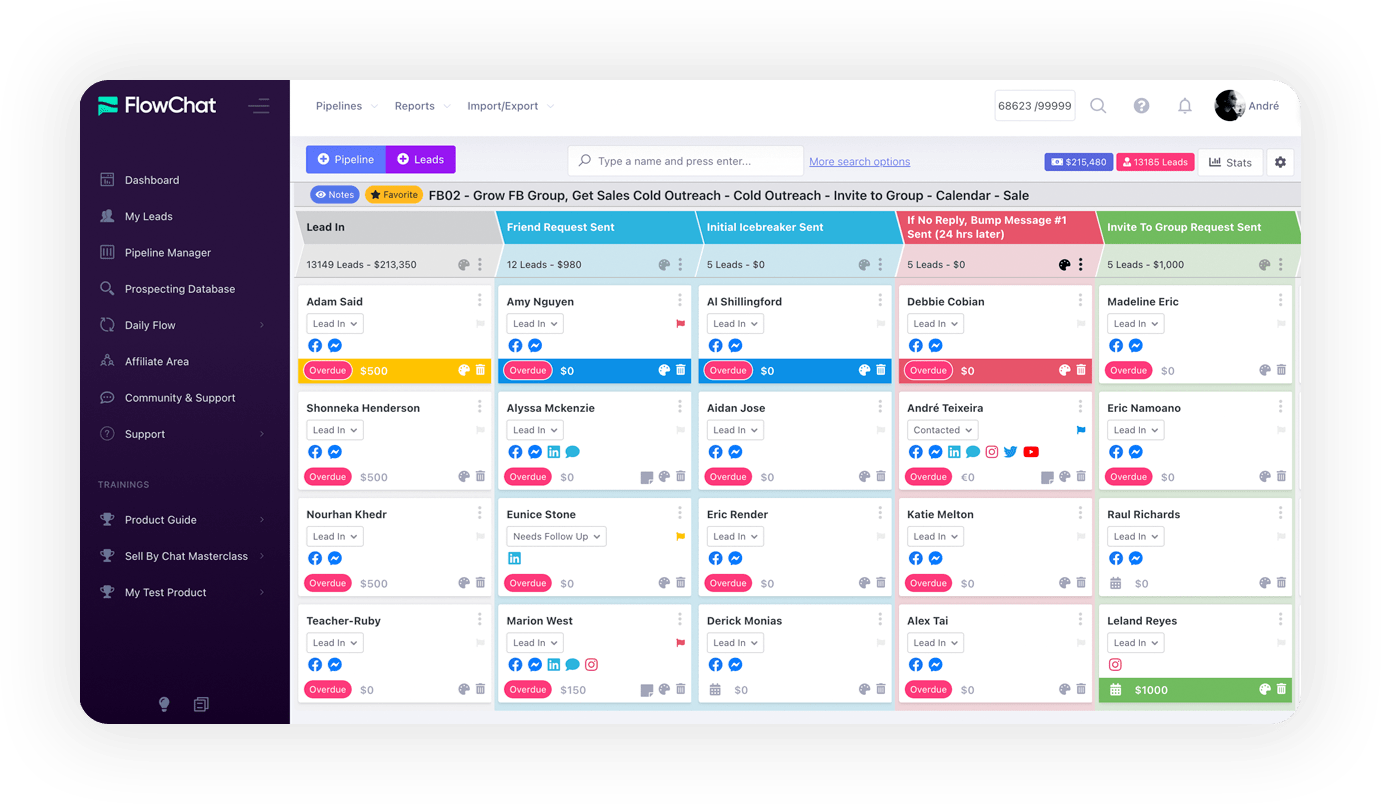 FlowChat
Pipelines Reports Import/Export 68623 /99999 André
Dashboard
My Leads
Pipeline Manager
Prospecting Database
Daily Flow
Affiliate Area
Community & Support
Support
TRAININGS
Product Guide
Sell By Chat Masterclass
My Test Product
Pipeline Leads Type a name and press enter... More search options $215,480 13185 Leads Stats
Notes Favorite FB02 - Grow FB Group, Get Sales Cold Outreach - Cold Outreach - Invite to Group - Calendar - Sale
Lead In
13149 Leads - $213,350
Adam Said
Lead In
Overdue $500
Shonneka Henderson
Lead In
Overdue $500
Nourhan Khedr
Lead In
Overdue $500
Teacher-Ruby
Lead In
Overdue $0
Friend Request Sent
12 Leads - $980
Amy Nguyen
Lead In
Overdue $0
Alyssa Mckenzie
Lead In
Overdue $0
Eunice Stone
Needs Follow Up
Overdue $0
Marion West
Lead In
Overdue $150
Initial Icebreaker Sent
5 Leads - $0
Al Shillingford
Lead In
Overdue $0
Aidan Jose
Lead In
Overdue $0
Eric Render
Lead In
Overdue $0
Derick Monias
Lead In
$0
If No Reply, Bump Message #1
Sent (24 hrs later)
5 Leads - $0
Debbie Cobian
Lead In
Overdue $0
André Teixeira
Contacted
Overdue €0
Katie Melton
Lead In
Overdue $0
Alex Tai
Lead In
Overdue $0
Invite To Group Request Sent
5 Leads - $1,000
Madeline Eric
Lead In
Overdue $0
Eric Namoano
Lead In
Overdue $0
Raul Richards
Lead In
$0
Leland Reyes
Lead In
$1000